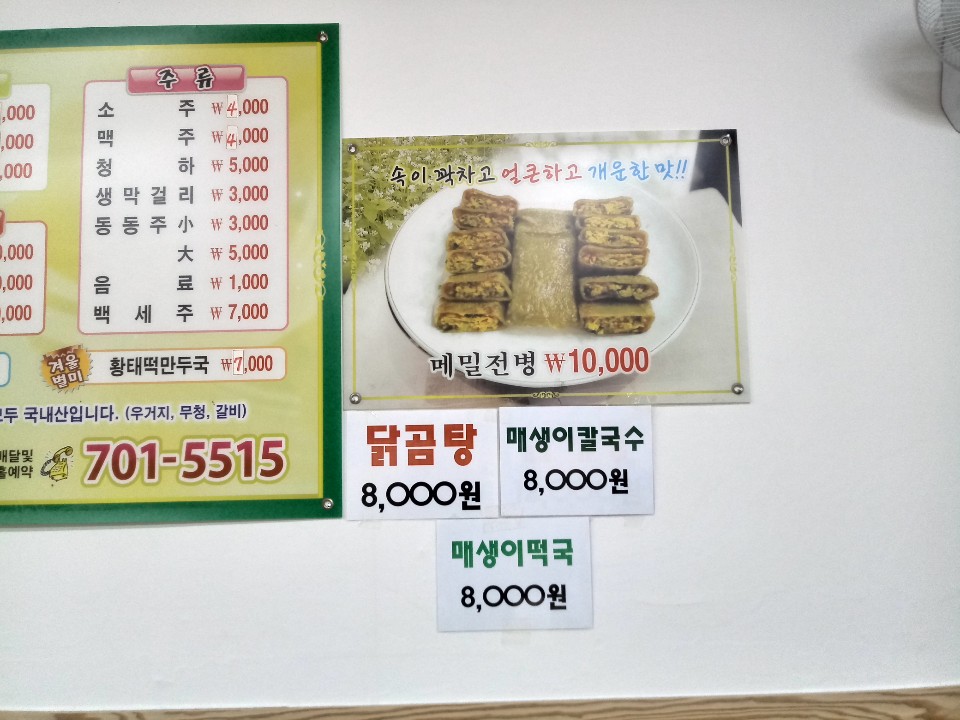 주 류
소 주 ₩4,000
맥 주 ₩4,000
청 하 ₩5,000
생 막 걸 리 ₩3,000
동 동 주 小 ₩3,000
大 ₩5,000
음 료 ₩1,000
백 세 주 ₩7,000
겨울
별미
황태떡만두국 ₩7,000
국내산입니다. (우거지, 무청, 갈비)
701-5515
속이 꽉차고 얼큰하고 개운한 맛!!
메밀전병 ₩10,000
닭곰탕
8,000원
매생이칼국수
8,000원
매생이떡국
8,000원